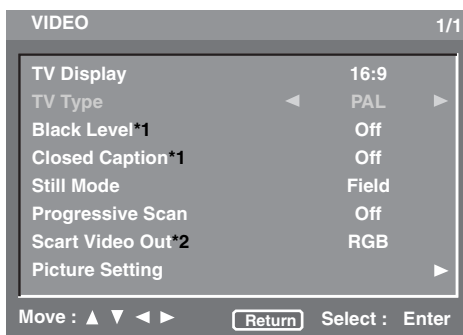 VIDEO 1/1
TV Display 16:9
TV Type ◀ PAL ▶
Black Level*1 Off
Closed Caption*1 Off
Still Mode Field
Progressive Scan Off
Scart Video Out*2 RGB
Picture Setting ▶
Move : ▲ ▼ ◀ ▶ Return Select : Enter